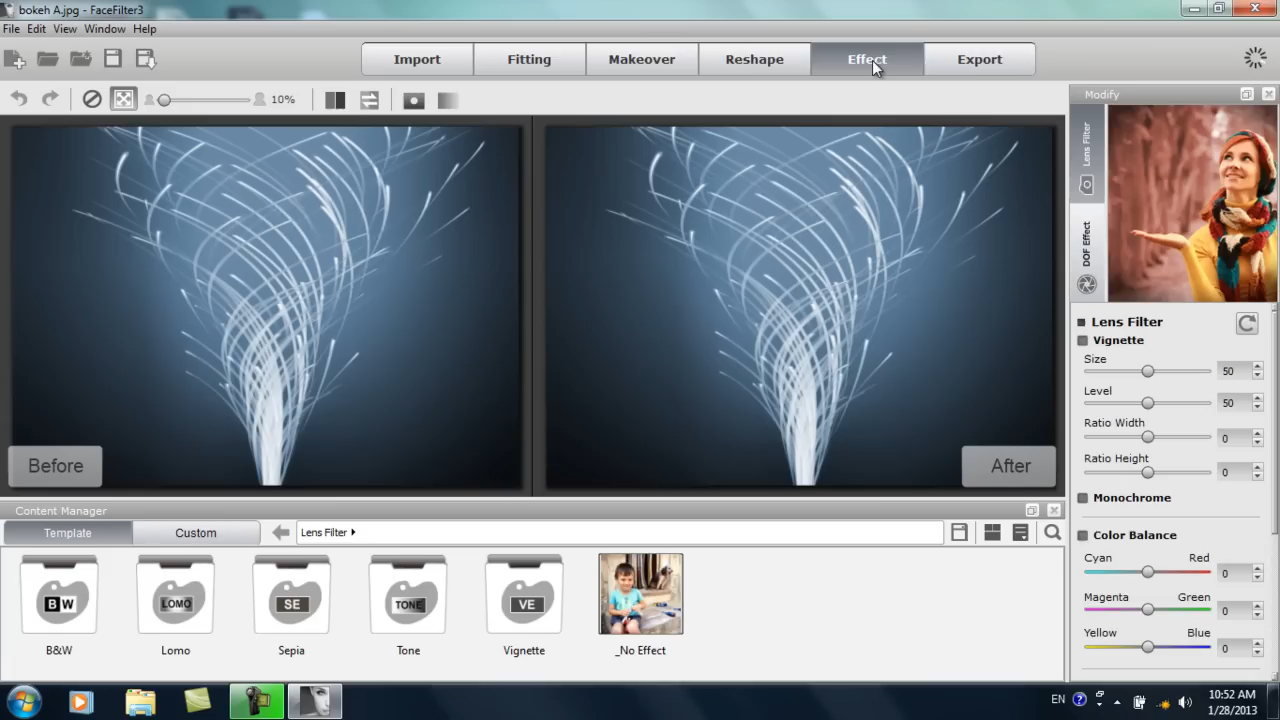 bokeh A.jpg - FaceFilter3
File Edit View Window Help
Import Fitting Makeover Reshape Effect Export
10%
Modify
Lens Filter
DOF Effect
Before
After
Lens Filter
Vignette
Size
50
Level
50
Ratio Width
0
Ratio Height
0
Monochrome
Color Balance
Cyan Red
0
Magenta Green
0
Yellow Blue
0
Content Manager
Template Custom Lens Filter
BW LOMO SE TONE VE
B&W Lomo Sepia Tone Vignette _No Effect
EN 10:52 AM
1/28/2013